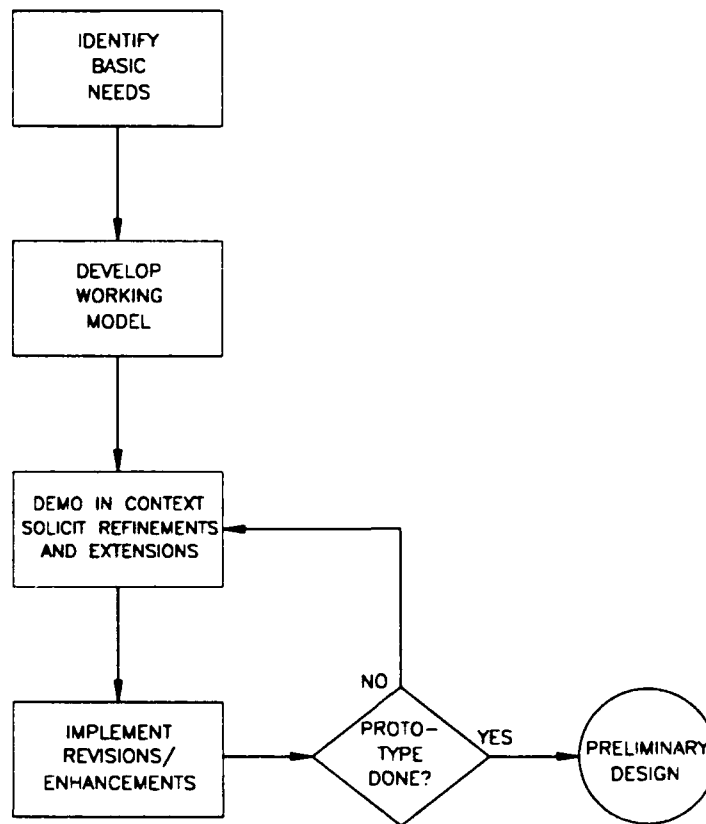 IDENTIFY
BASIC
NEEDS
DEVELOP
WORKING
MODEL
DEMO IN CONTEXT
SOLICIT REFINEMENTS
AND EXTENSIONS
NO
IMPLEMENT
REVISIONS/
ENHANCEMENTS
PROTO-
TYPE
DONE?
YES
PRELIMINARY
DESIGN